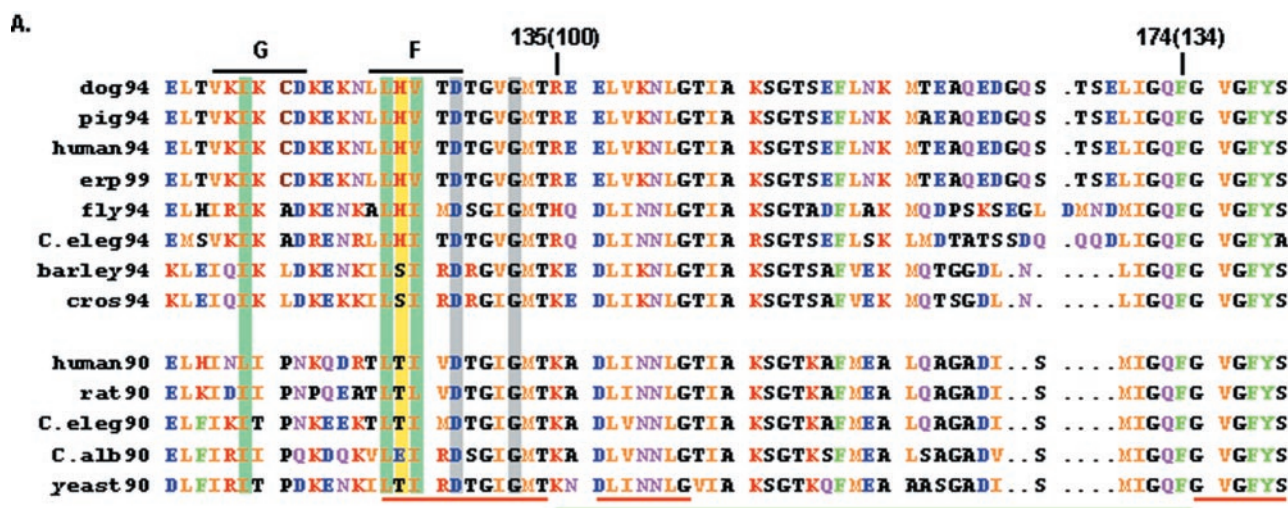 A.
135(100) 174(134)
G F
dog94 ELTVKIK CDKEKNLLHV TDTGVGMTRE ELVKNLGTIA KSGTSEFLNK MTEAQEDGQS .TSELIGQFG VGFYS
pig94 ELTVKIK CDKEKNLLHV TDTGVGMTRE ELVKNLGTIA KSGTSEFLNK MAEAQEDGQS .TSELIGQFG VGFYS
human94 ELTVKIK CDKEKNLLHV TDTGVGMTRE ELVKNLGTIA KSGTSEFLNK MTEAQEDGQS .TSELIGQFG VGFYS
erp99 ELTVKIK CDKEKNLLHV TDTGVGMTRE ELVKNLGTIA KSGTSEFLNK MTEAQEDGQS .TSELIGQFG VGFYS
fly94 ELHIRIK ADKENKALHI MDSGIGMTHQ DLINNLGTIA KSGTADFLAK MQDPSKSEGL DMNDMIGQFG VGFYS
C.eleg94 EMSVKIK ADRENRLLHI TDTGVGMTRQ DLINNLGTIA RSGTSEFLSK LMDTATSSDQ .QQDLIGQFG VGFYA
barley94 KLEIQIK LDKENKILSI RDRGVGMTKE DLIKNLGTIA KSGTSAFVEK MQTGGDL.N. ....LIGQFG VGFYS
cros94 KLEIQIK LDKEKKILSI RDRGIGMTKE DLIKNLGTIA KSGTSAFVEK MQTSGDL.N. ....LIGQFG VGFYS
human90 ELHINLI PNKQDRTLTI VDTGIGMTKA DLINNLGTIA KSGTKAFMEA LQAGADI..S ....MIGQFG VGFYS
rat90 ELKIDII PNPQEATLTL VDTGIGMTKA DLINNLGTIA KSGTKAFMEA LQAGADI..S ....MIGQFG VGFYS
C.eleg90 ELFIKIT PNKEEKTLTI MDTGIGMTKA DLVNNLGTIA KSGTKAFMEA LQAGADI..S ....MIGQFG VGFYS
C.alb90 ELFIRII PQKDQKVLEI RDSGIGMTKA DLVNNLGTIA KSGTKSFMEA LSAGADV..S ....MIGQFG VGFYS
yeast90 DLFIRIT PDKENKILTI RDTGIGMTKN DLINNLGVIA KSGTKQFMEA AASGADI..S ....MIGQFG VGFYS